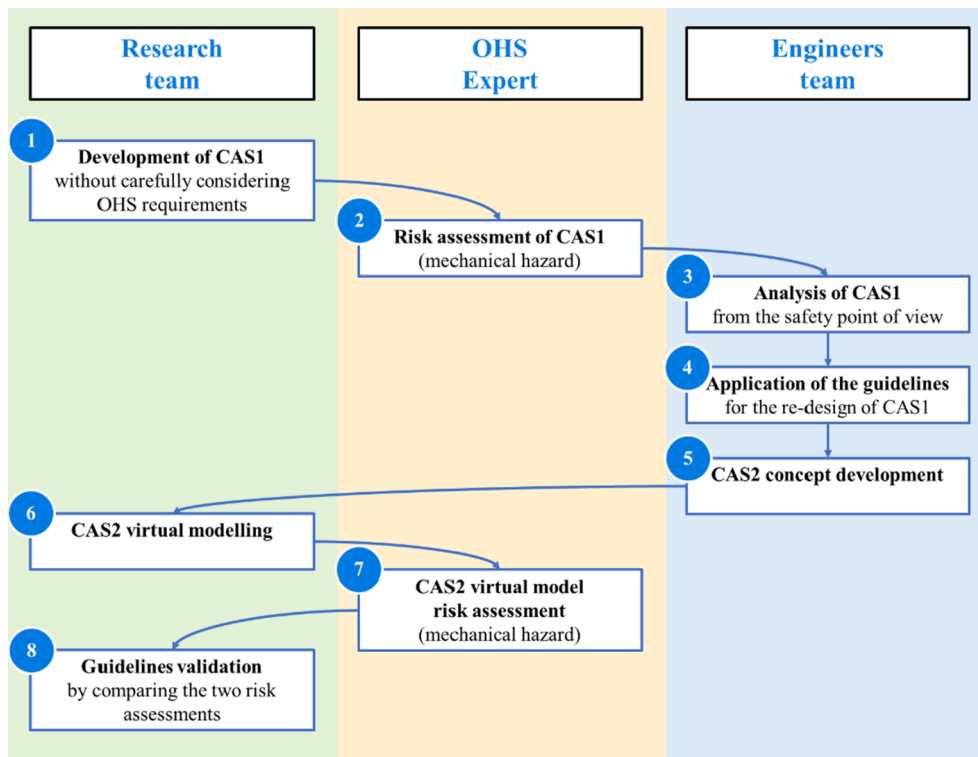 Research
team
OHS
Expert
Engineers
team
1
Development of CAS1
without carefully considering
OHS requirements
2
Risk assessment of CAS1
(mechanical hazard)
3
Analysis of CAS1
from the safety point of view
4
Application of the guidelines
for the re-design of CAS1
5
CAS2 concept development
6
CAS2 virtual modelling
7
CAS2 virtual model
risk assessment
(mechanical hazard)
8
Guidelines validation
by comparing the two risk
assessments